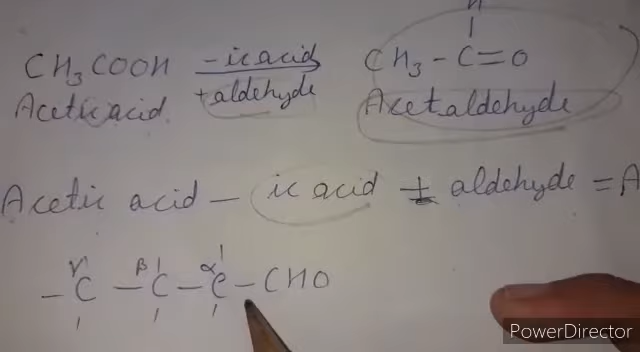 H
CH3COOH -ic acid CH3-C=O
Acetic acid +aldehyde Acetaldehyde
Acetic acid - ic acid + aldehyde = A
γ β α
-C-C-C-CHO
PowerDirector